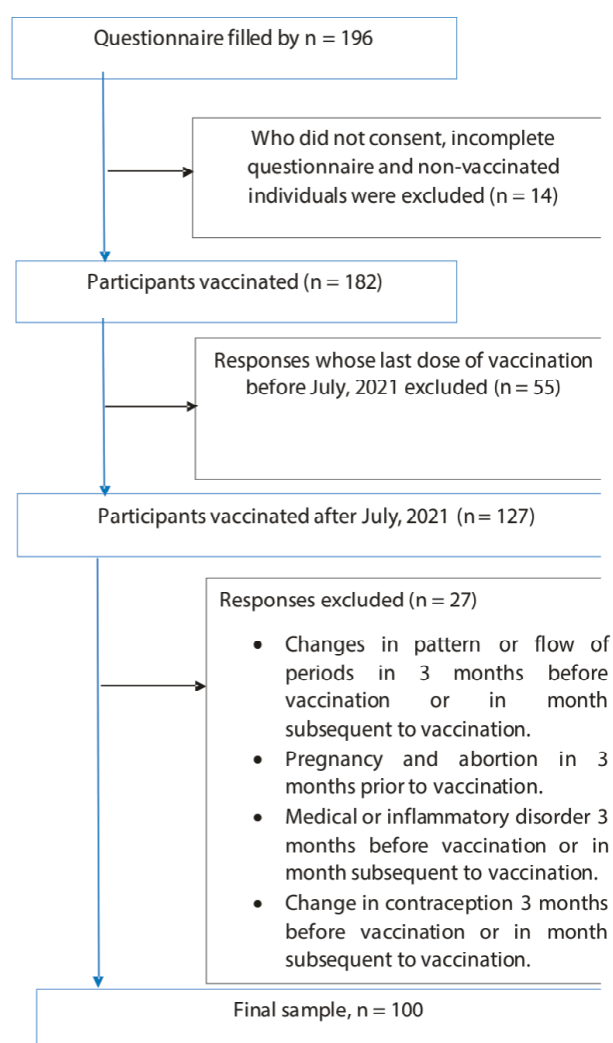 Questionnaire filled by n = 196
Who did not consent, incomplete
questionnaire and non-vaccinated
individuals were excluded (n = 14)
Participants vaccinated (n = 182)
Responses whose last dose of vaccination
before July, 2021 excluded (n = 55)
Participants vaccinated after July, 2021 (n = 127)
Responses excluded (n = 27)
• Changes in pattern or flow of
periods in 3 months before
vaccination or in month
subsequent to vaccination.
• Pregnancy and abortion in 3
months prior to vaccination.
• Medical or inflammatory disorder 3
months before vaccination or in
month subsequent to vaccination.
• Change in contraception 3 months
before vaccination or in month
subsequent to vaccination.
Final sample, n = 100